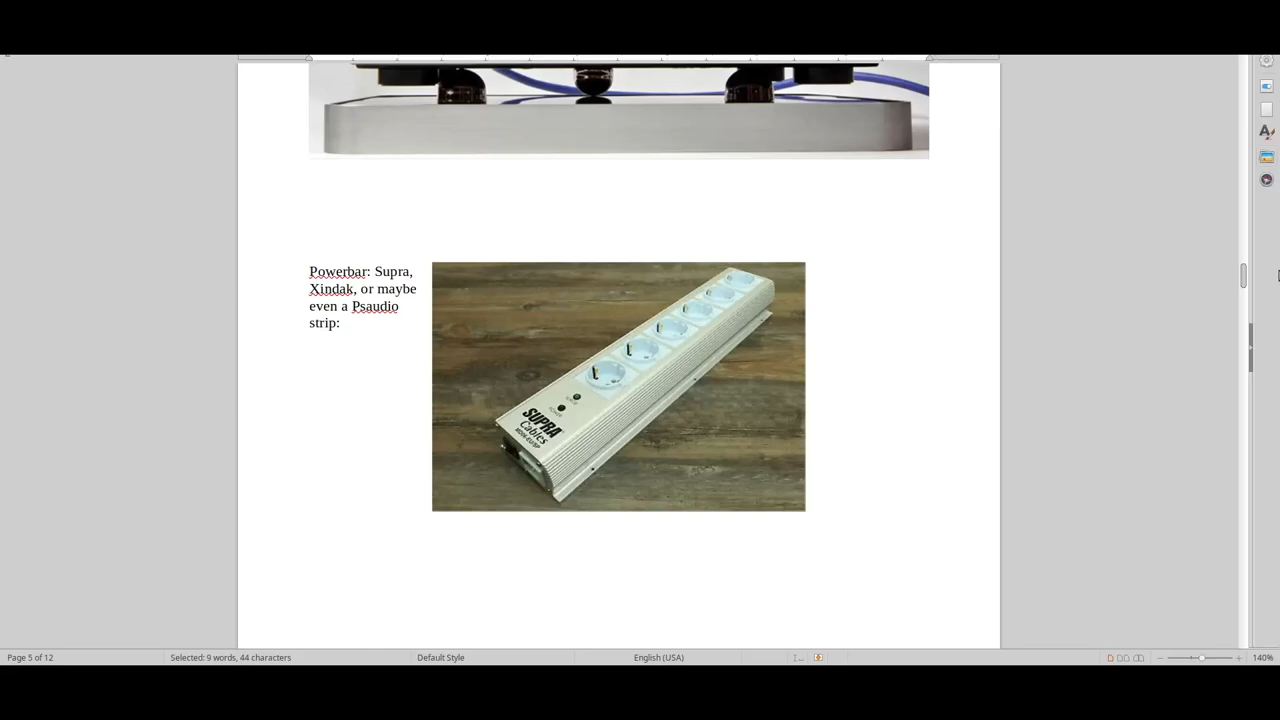 Powerbar: Supra,
Xindak, or maybe
even a Psaudio
strip:
SUPRA
Cables
Page 5 of 12
Selected: 9 words, 44 characters
Default Style
English (USA)
140%